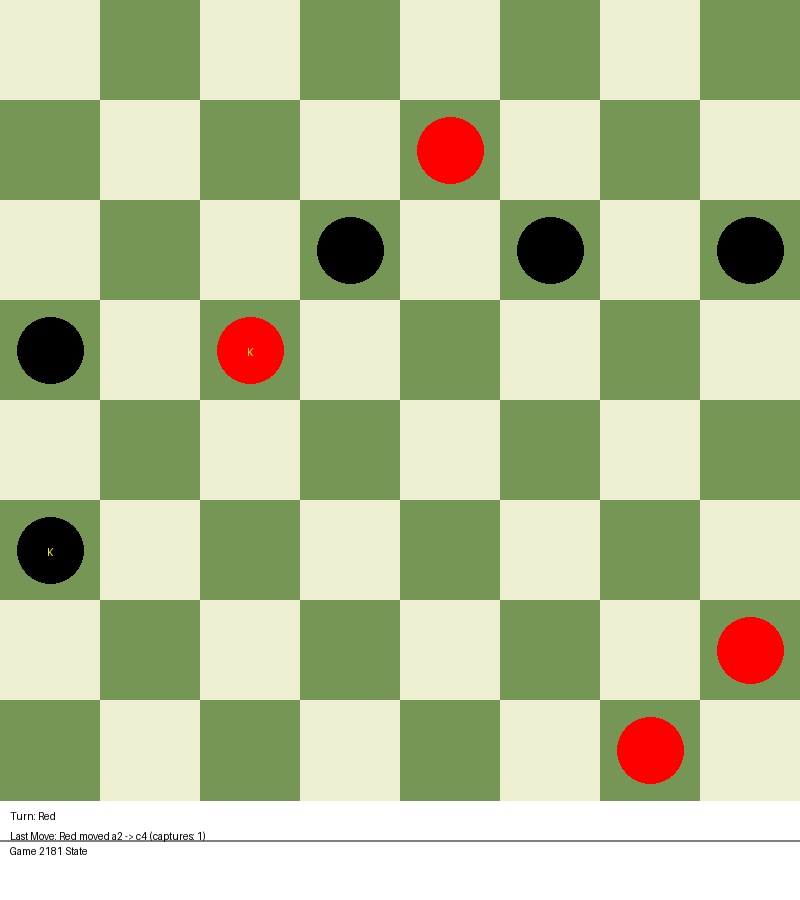 K
K
Turn: Red
Last Move: Red moved a2 -> c4 (captures: 1)
Game 2181 State